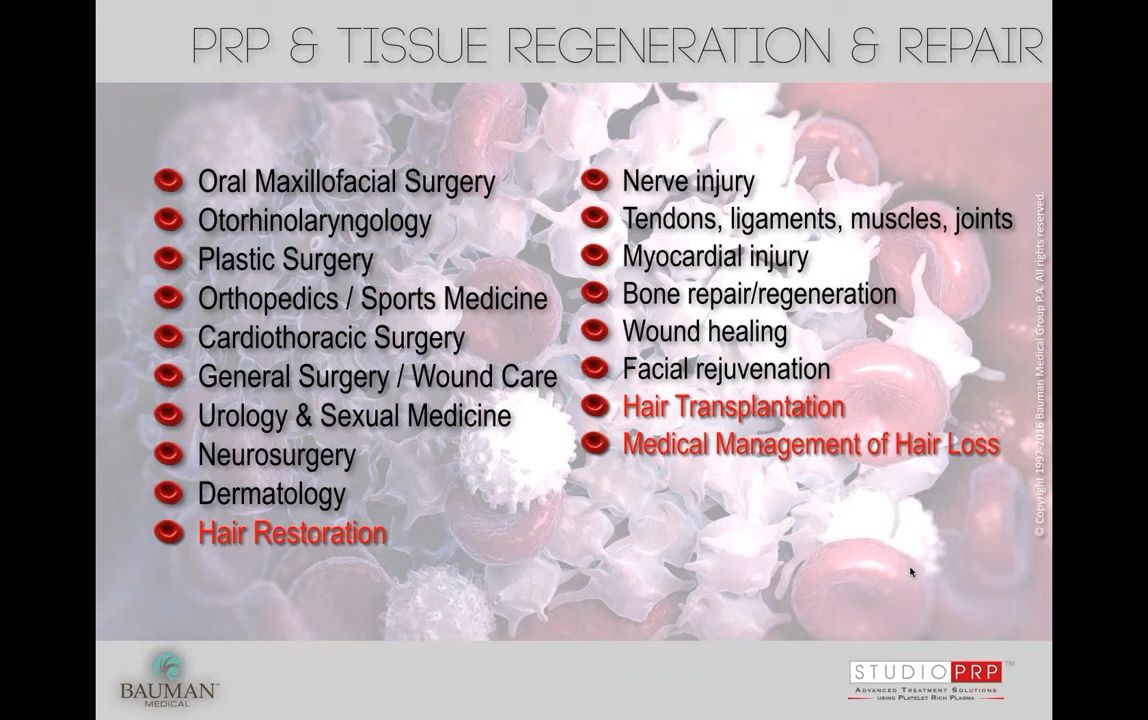 PRP & TISSUE REGENERATION & REPAIR
Oral Maxillofacial Surgery
Otorhinolaryngology
Plastic Surgery
Orthopedics / Sports Medicine
Cardiothoracic Surgery
General Surgery / Wound Care
Urology & Sexual Medicine
Neurosurgery
Dermatology
Hair Restoration
Nerve injury
Tendons, ligaments, muscles, joints
Myocardial injury
Bone repair/regeneration
Wound healing
Facial rejuvenation
Hair Transplantation
Medical Management of Hair Loss
© Copyright 1997-2016 Bauman Medical Group P.A. All rights reserved.
BAUMAN™
MEDICAL
STUDIO PRP™
ADVANCED TREATMENT SOLUTIONS
USING PLATELET RICH PLASMA